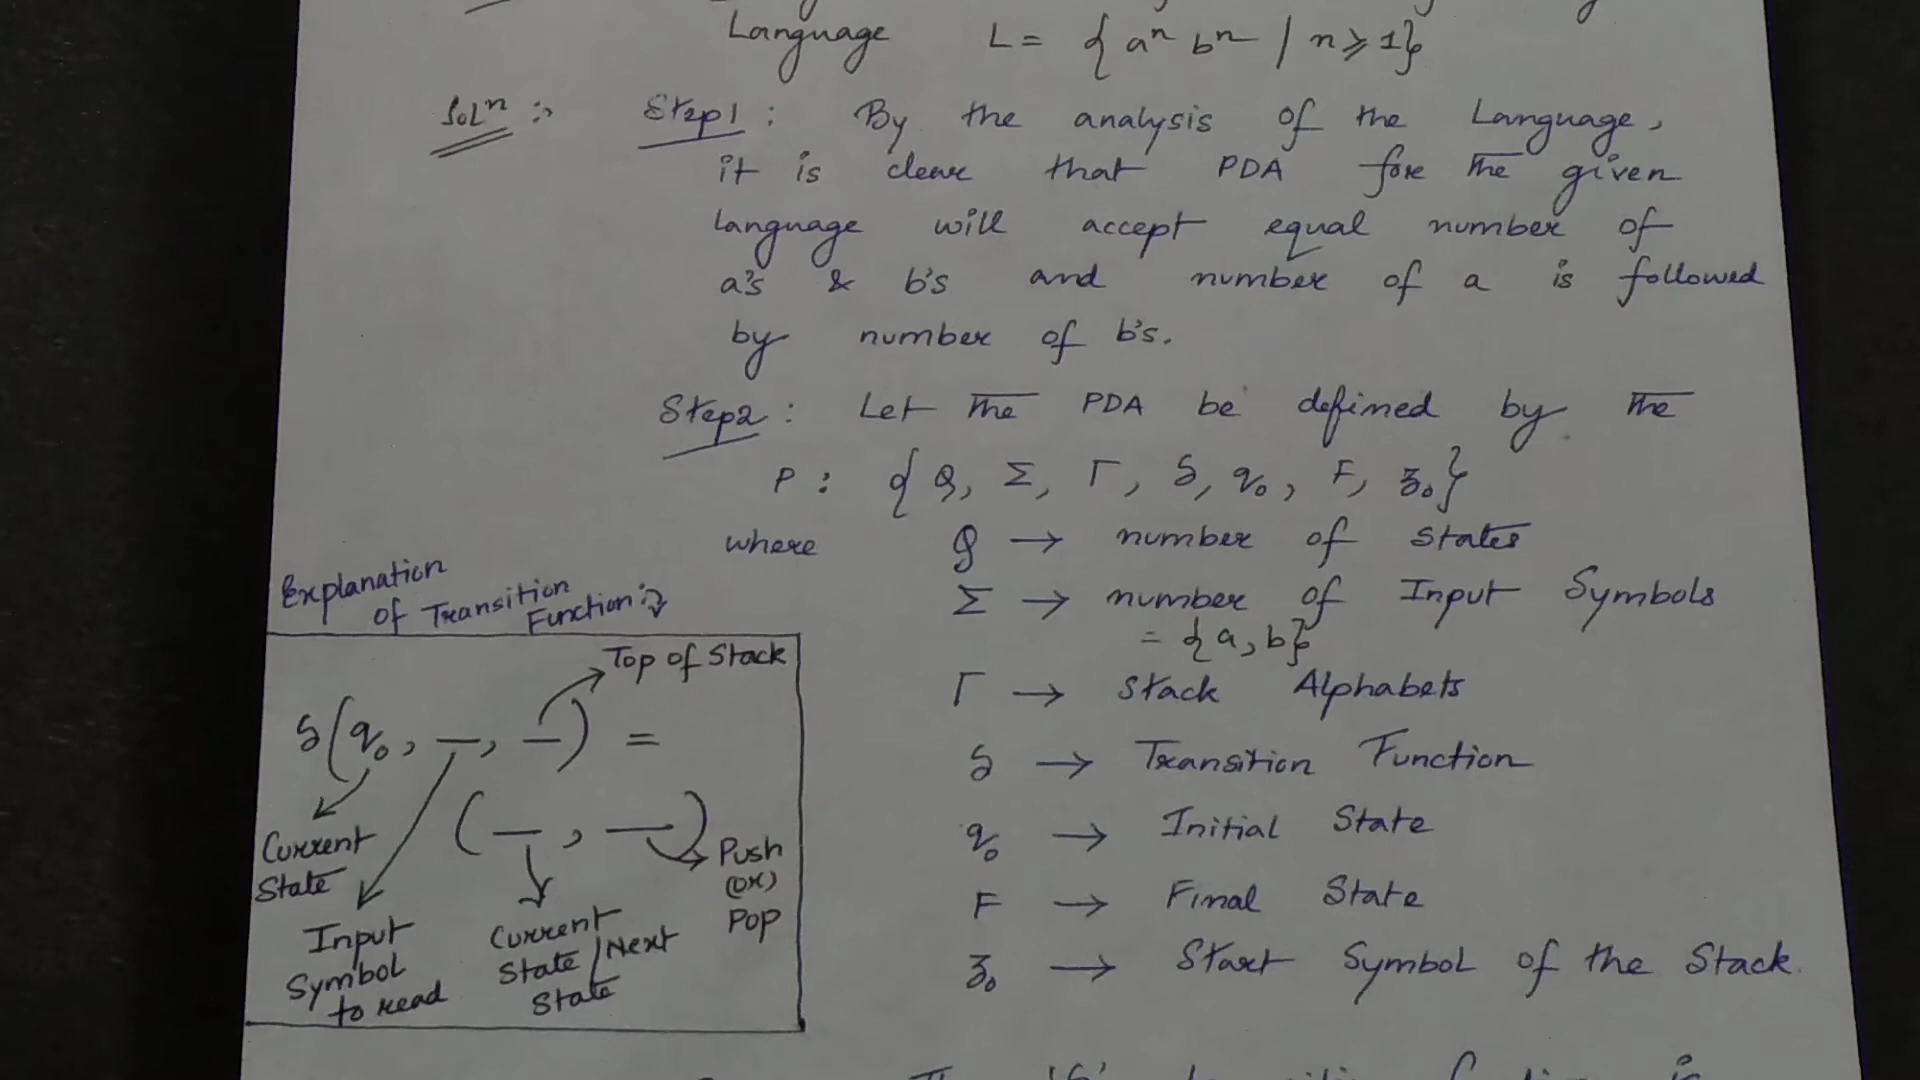 Language L = { aⁿ bⁿ / n ≥ 1}
Solⁿ :- Step1 : By the analysis of the Language,
it is clear that PDA for the given
language will accept equal number of
a's & b's and number of a is followed
by number of b's.
Step2 : Let the PDA be defined by the
P : { Q, Σ, Γ, δ, q₀, F, z₀}
where Q → number of States
Σ → number of Input Symbols
= {a, b}
Γ → Stack Alphabets
δ → Transition Function
q₀ → Initial State
F → Final State
z₀ → Start Symbol of the Stack.
Explanation
of Transition
Function :-
Top of Stack
δ(q₀, —, —) =
(—, —)
Current
State
Input
Symbol
to read
Current
State / Next
State
Push
(or)
Pop